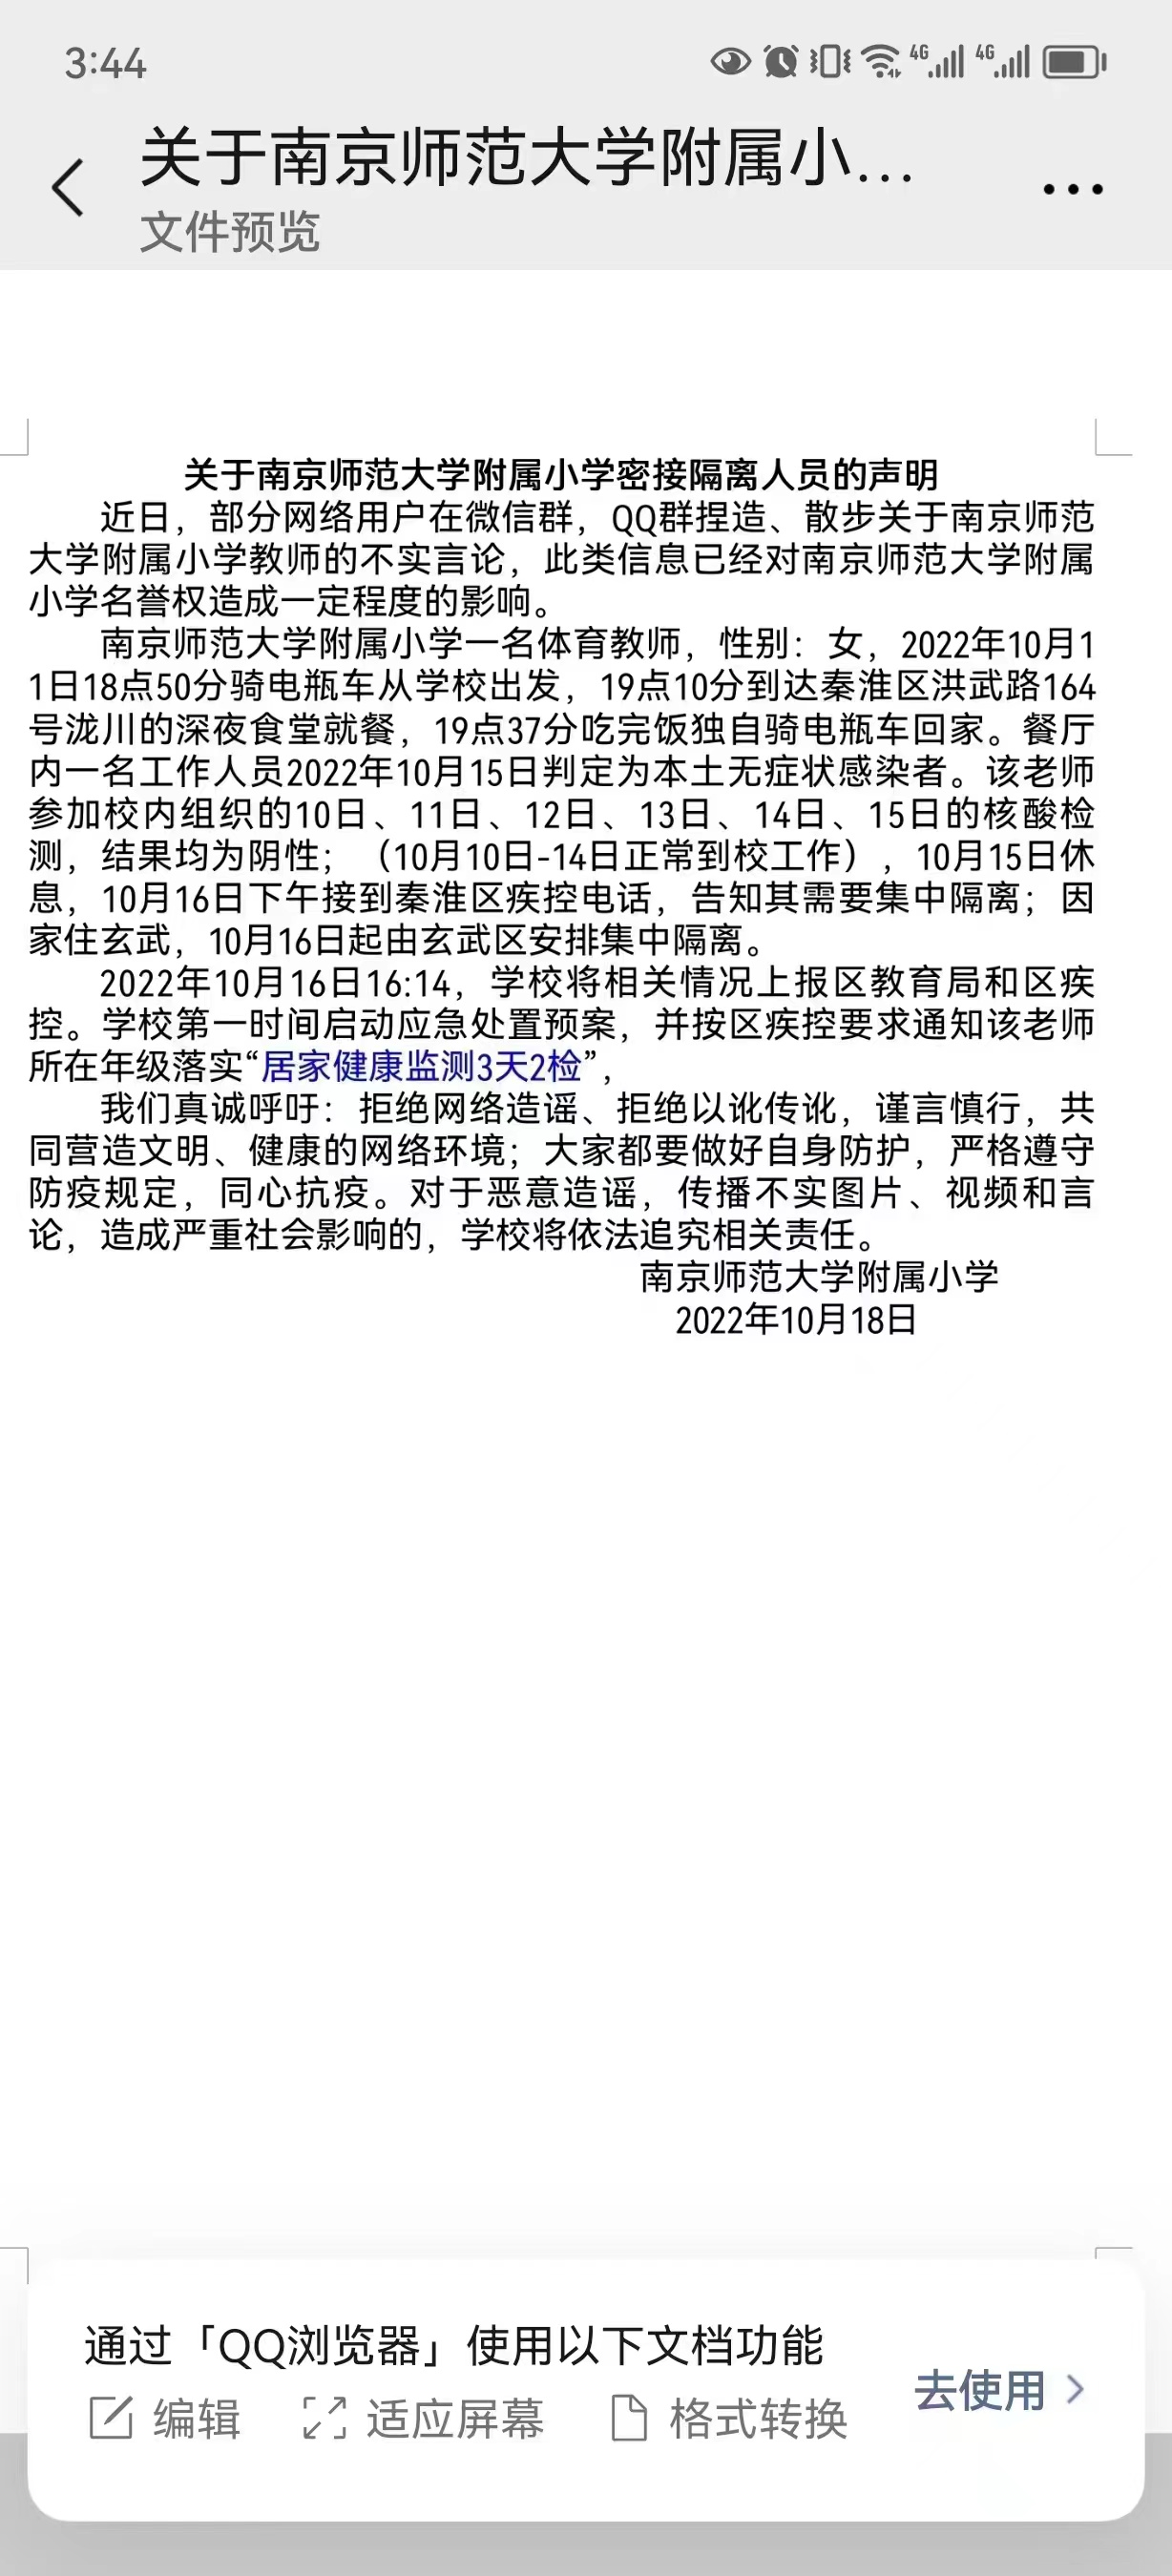 3:44
4G 4G
关于南京师范大学附属小...
文件预览
关于南京师范大学附属小学密接隔离人员的声明
近日，部分网络用户在微信群，QQ群捏造、散步关于南京师范
大学附属小学教师的不实言论，此类信息已经对南京师范大学附属
小学名誉权造成一定程度的影响。
南京师范大学附属小学一名体育教师，性别：女，2022年10月1
1日18点50分骑电瓶车从学校出发，19点10分到达秦淮区洪武路164
号泷川的深夜食堂就餐，19点37分吃完饭独自骑电瓶车回家。餐厅
内一名工作人员2022年10月15日判定为本土无症状感染者。该老师
参加校内组织的10日、11日、12日、13日、14日、15日的核酸检
测，结果均为阴性；（10月10日-14日正常到校工作），10月15日休
息，10月16日下午接到秦淮区疾控电话，告知其需要集中隔离；因
家住玄武，10月16日起由玄武区安排集中隔离。
2022年10月16日16:14，学校将相关情况上报区教育局和区疾
控。学校第一时间启动应急处置预案，并按区疾控要求通知该老师
所在年级落实“居家健康监测3天2检”，
我们真诚呼吁：拒绝网络造谣、拒绝以讹传讹，谨言慎行，共
同营造文明、健康的网络环境；大家都要做好自身防护，严格遵守
防疫规定，同心抗疫。对于恶意造谣，传播不实图片、视频和言
论，造成严重社会影响的，学校将依法追究相关责任。
南京师范大学附属小学
2022年10月18日
通过「QQ浏览器」使用以下文档功能
编辑 适应屏幕 格式转换 去使用